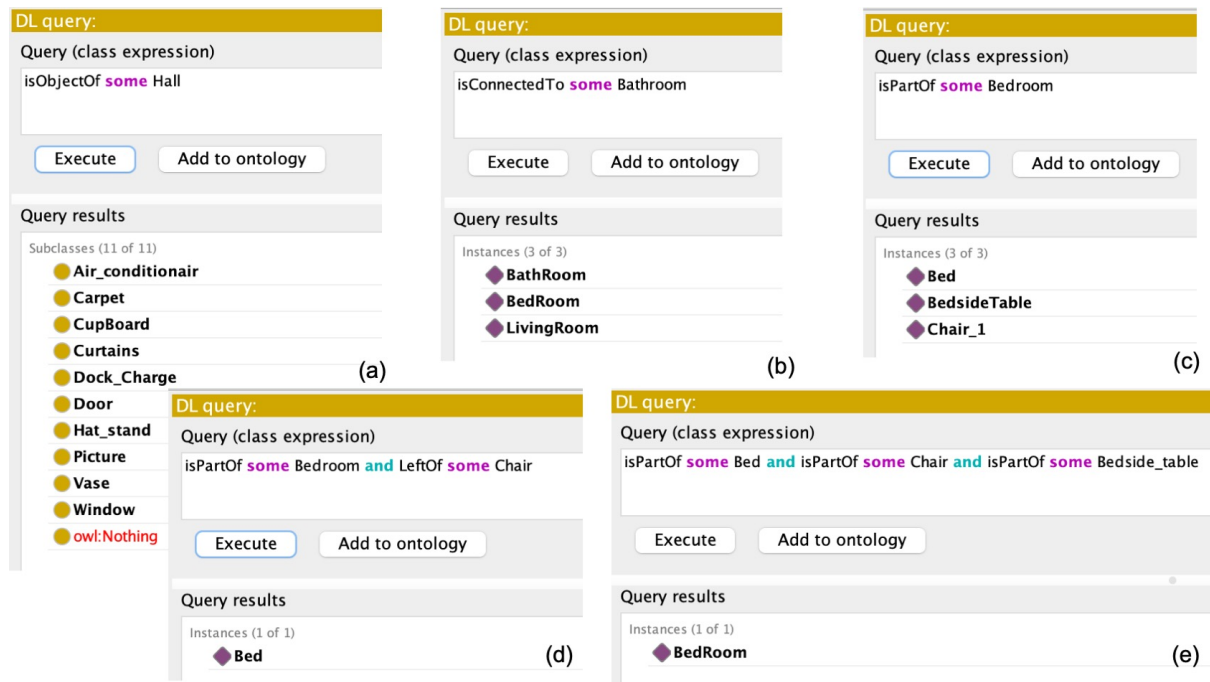 DL query:
Query (class expression)
isObjectOf some Hall
Execute Add to ontology
Query results
Subclasses (11 of 11)
Air_conditionair
Carpet
CupBoard
Curtains
Dock_Charge
Door
Hat_stand
Picture
Vase
Window
owl:Nothing
(a)
DL query:
Query (class expression)
isConnectedTo some Bathroom
Execute Add to ontology
Query results
Instances (3 of 3)
BathRoom
BedRoom
LivingRoom
(b)
DL query:
Query (class expression)
isPartOf some Bedroom
Execute Add to ontology
Query results
Instances (3 of 3)
Bed
BedsideTable
Chair_1
(c)
DL query:
Query (class expression)
isPartOf some Bedroom and LeftOf some Chair
Execute Add to ontology
Query results
Instances (1 of 1)
Bed
(d)
DL query:
Query (class expression)
isPartOf some Bed and isPartOf some Chair and isPartOf some Bedside_table
Execute Add to ontology
Query results
Instances (1 of 1)
BedRoom
(e)